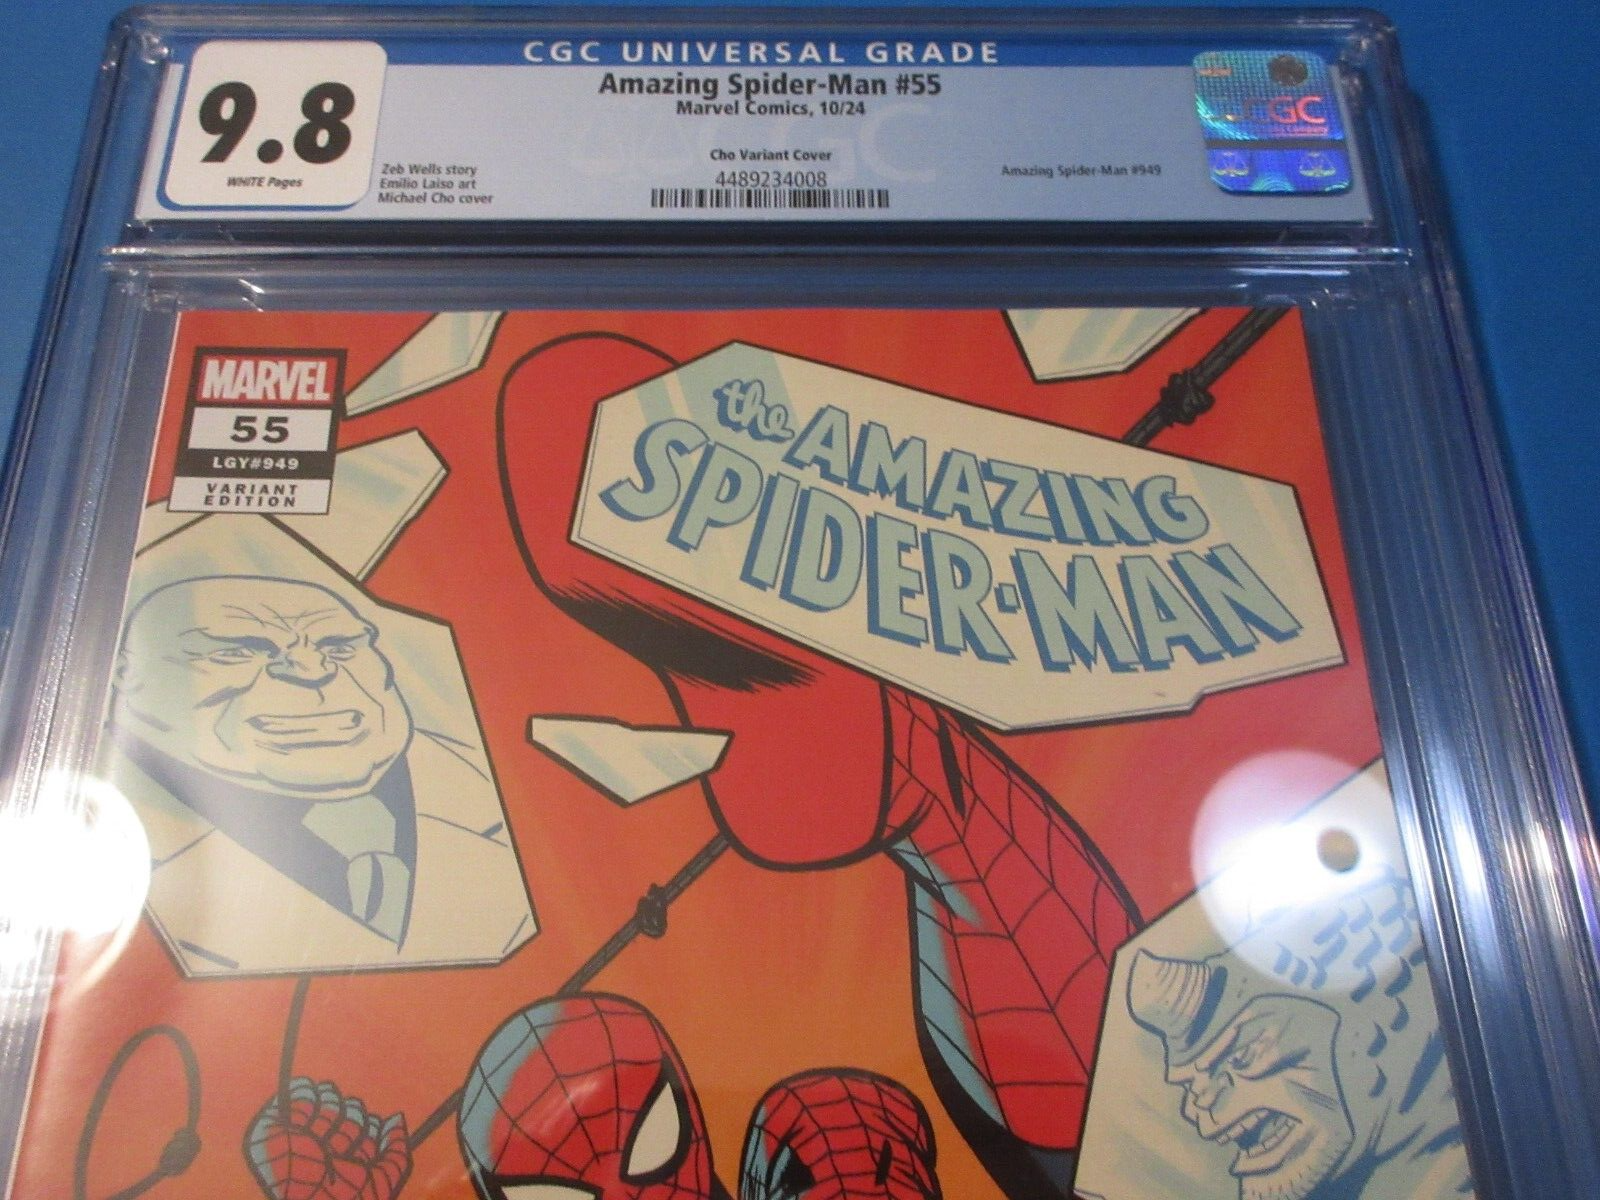 CGC UNIVERSAL GRADE
9.8
WHITE Pages
Amazing Spider-Man #55
Marvel Comics, 10/24
Cho Variant Cover
4489234008
Zeb Wells story
Emilio Laiso art
Michael Cho cover
Amazing Spider-Man #949
CGC
MARVEL
55
LGY#949
VARIANT
EDITION
the AMAZING
SPIDER-MAN